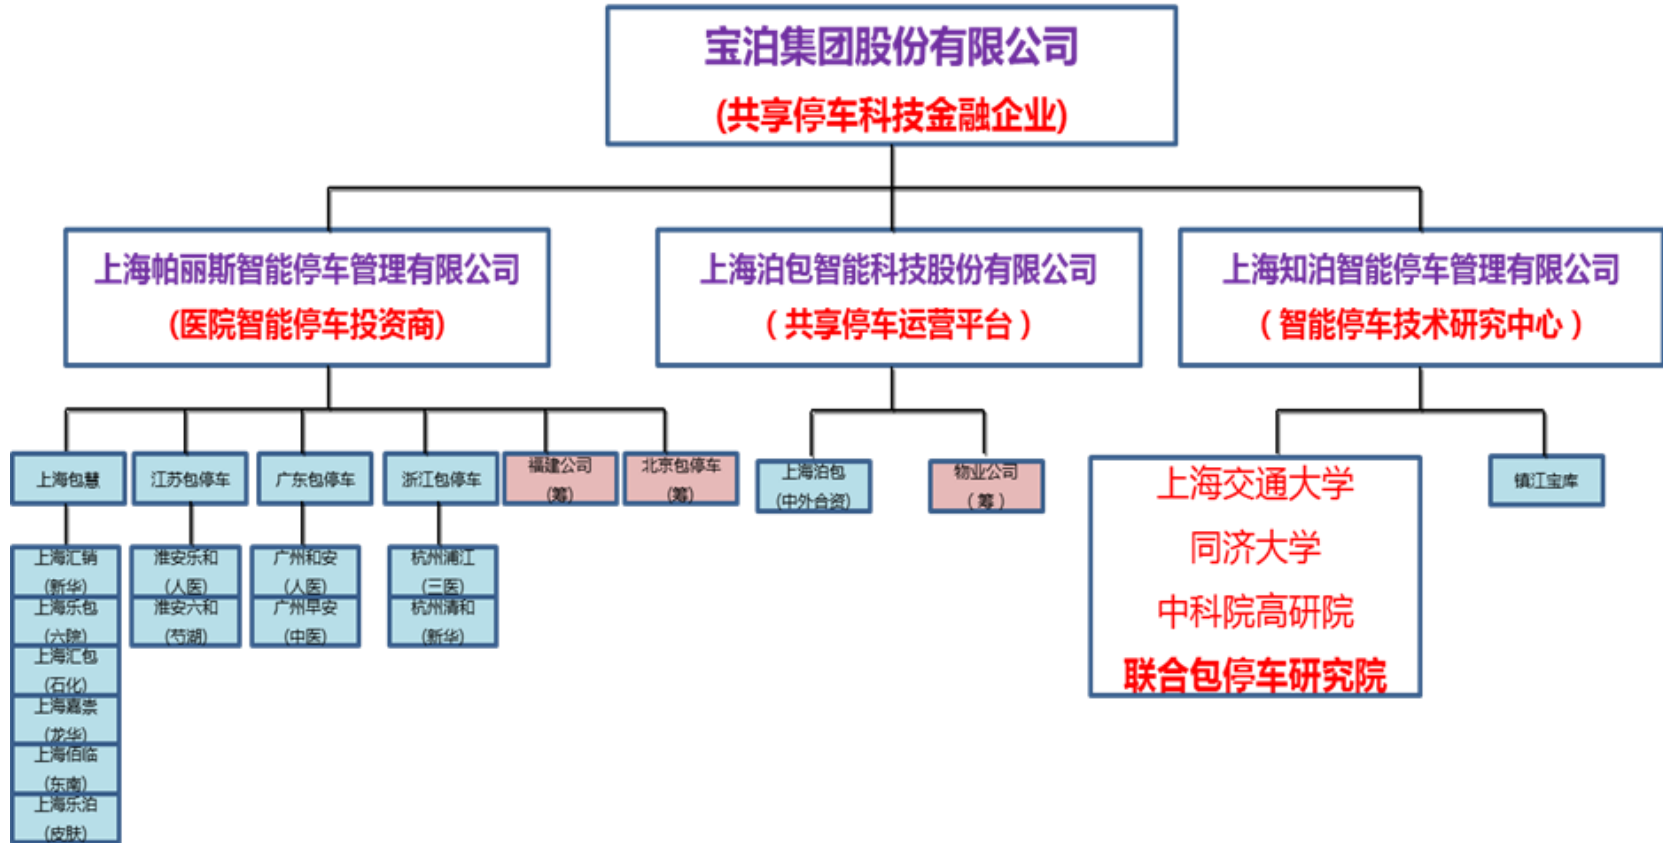 宝泊集团股份有限公司
(共享停车科技金融企业)
上海帕丽斯智能停车管理有限公司
(医院智能停车投资商)
上海泊包智能科技股份有限公司
（共享停车运营平台）
上海知泊智能停车管理有限公司
（智能停车技术研究中心）
上海包慧
江苏包停车
广东包停车
浙江包停车
福建公司
(筹)
北京包停车
(筹)
上海泊包
(中外合资)
物业公司
（筹）
上海交通大学
同济大学
中科院高研院
联合包停车研究院
镇江宝库
上海汇销
(新华)
上海乐包
(六院)
上海汇包
(石化)
上海嘉崇
(龙华)
上海佰临
(东南)
上海乐泊
(皮肤)
淮安乐和
(人医)
淮安六和
(芍湖)
广州和安
(人医)
广州早安
(中医)
杭州浦江
(三医)
杭州清和
(新华)